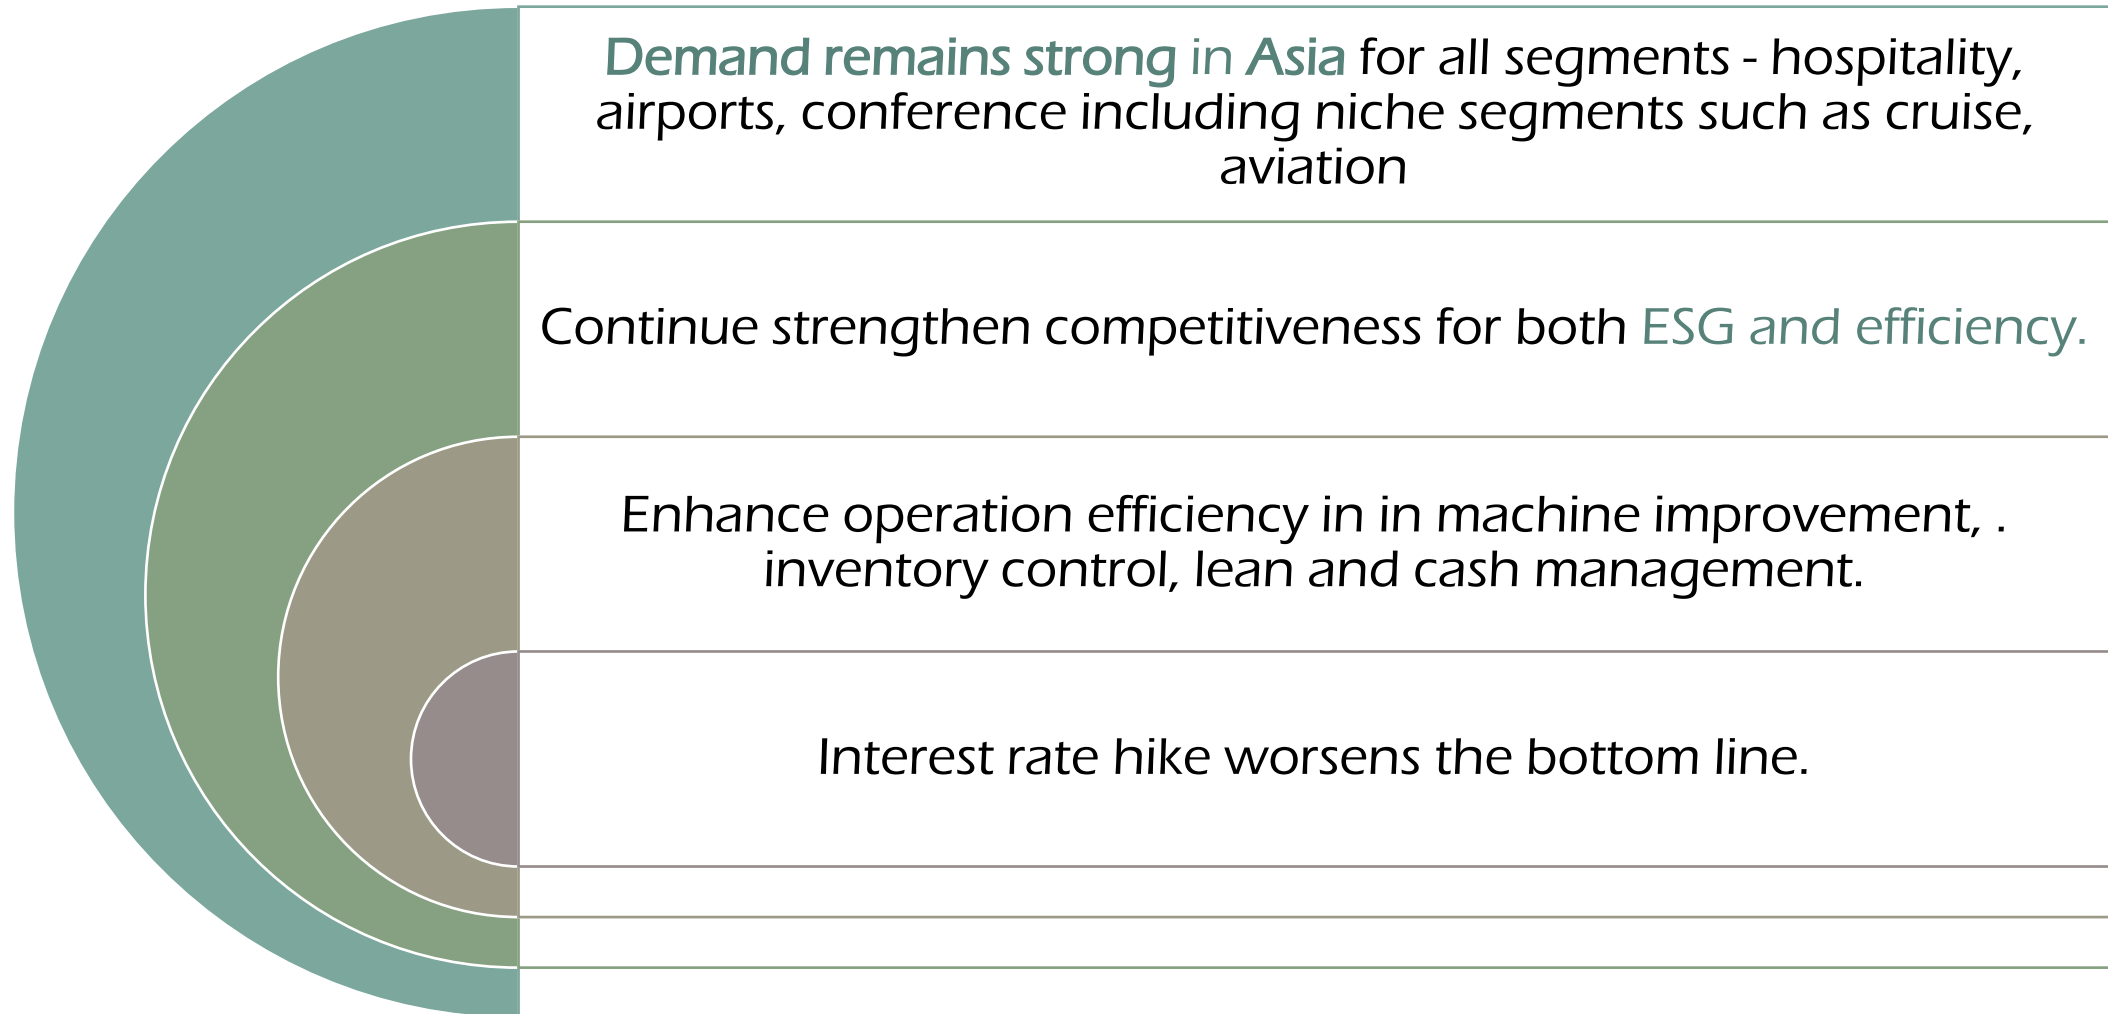 Demand remains strong in Asia for all segments - hospitality,
airports, conference including niche segments such as cruise,
aviation
Continue strengthen competitiveness for both ESG and efficiency.
Enhance operation efficiency in in machine improvement, .
inventory control, lean and cash management.
Interest rate hike worsens the bottom line.